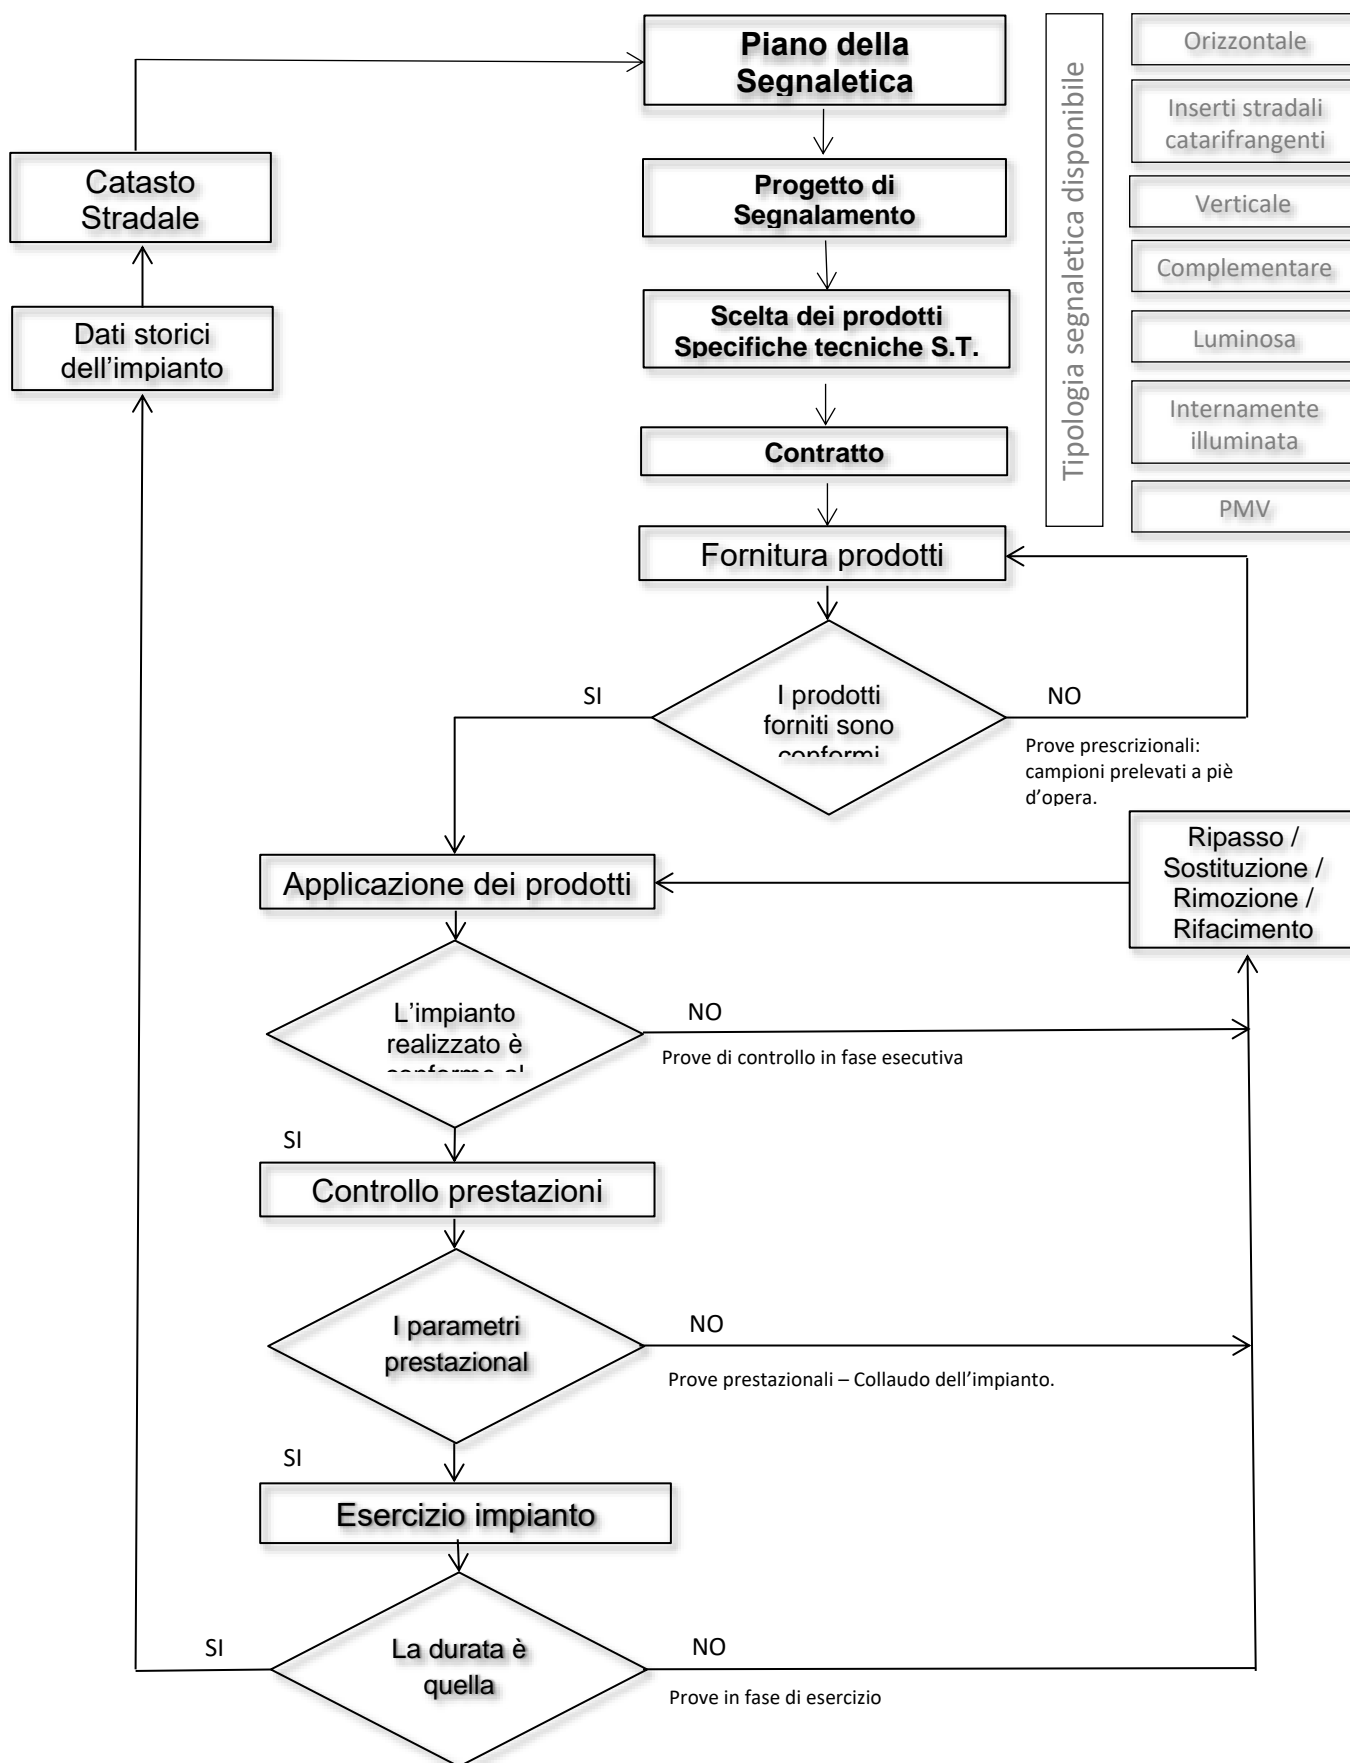 Piano della
Segnaletica
Catasto
Stradale
Dati storici
dell’impianto
Progetto di
Segnalamento
Scelta dei prodotti
Specifiche tecniche S.T.
Contratto
Fornitura prodotti
Tipologia segnaletica disponibile
Orizzontale
Inserti stradali
catarifrangenti
Verticale
Complementare
Luminosa
Internamente
illuminata
PMV
SI
I prodotti
forniti sono
conformi
NO
Prove prescrizionali:
campioni prelevati a piè
d’opera.
Applicazione dei prodotti
Ripasso /
Sostituzione /
Rimozione /
Rifacimento
L’impianto
realizzato è
conforme al
NO
Prove di controllo in fase esecutiva
SI
Controllo prestazioni
I parametri
prestazional
NO
Prove prestazionali – Collaudo dell’impianto.
SI
Esercizio impianto
SI
La durata è
quella
NO
Prove in fase di esercizio